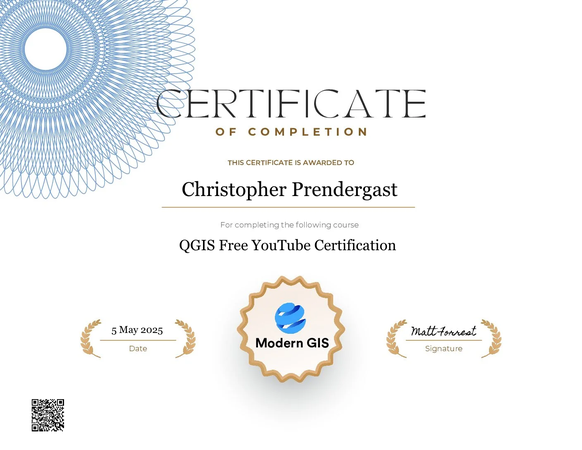 CERTIFICATE
OF COMPLETION
THIS CERTIFICATE IS AWARDED TO
Christopher Prendergast
For completing the following course
QGIS Free YouTube Certification
Modern GIS
5 May 2025
Date
Matt Forrest
Signature